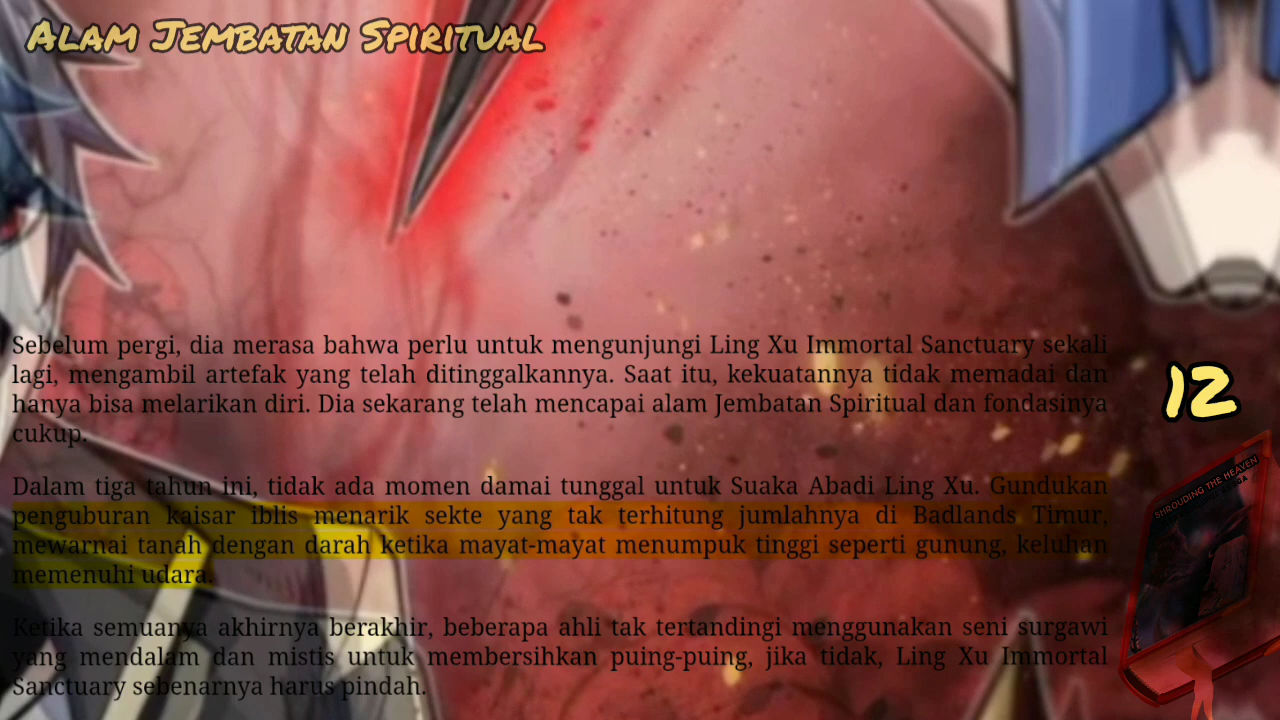 Alam Jembatan Spiritual
Sebelum pergi, dia merasa bahwa perlu untuk mengunjungi Ling Xu Immortal Sanctuary sekali
lagi, mengambil artefak yang telah ditinggalkannya. Saat itu, kekuatannya tidak memadai dan
hanya bisa melarikan diri. Dia sekarang telah mencapai alam Jembatan Spiritual dan fondasinya
cukup.
Dalam tiga tahun ini, tidak ada momen damai tunggal untuk Suaka Abadi Ling Xu. Gundukan
penguburan kaisar iblis menarik sekte yang tak terhitung jumlahnya di Badlands Timur,
mewarnai tanah dengan darah ketika mayat-mayat menumpuk tinggi seperti gunung, keluhan
memenuhi udara.
Ketika semuanya akhirnya berakhir, beberapa ahli tak tertandingi menggunakan seni surgawi
yang mendalam dan mistis untuk membersihkan puing-puing, jika tidak, Ling Xu Immortal
Sanctuary sebenarnya harus pindah.
12
SHROUDING THE HEAVEN